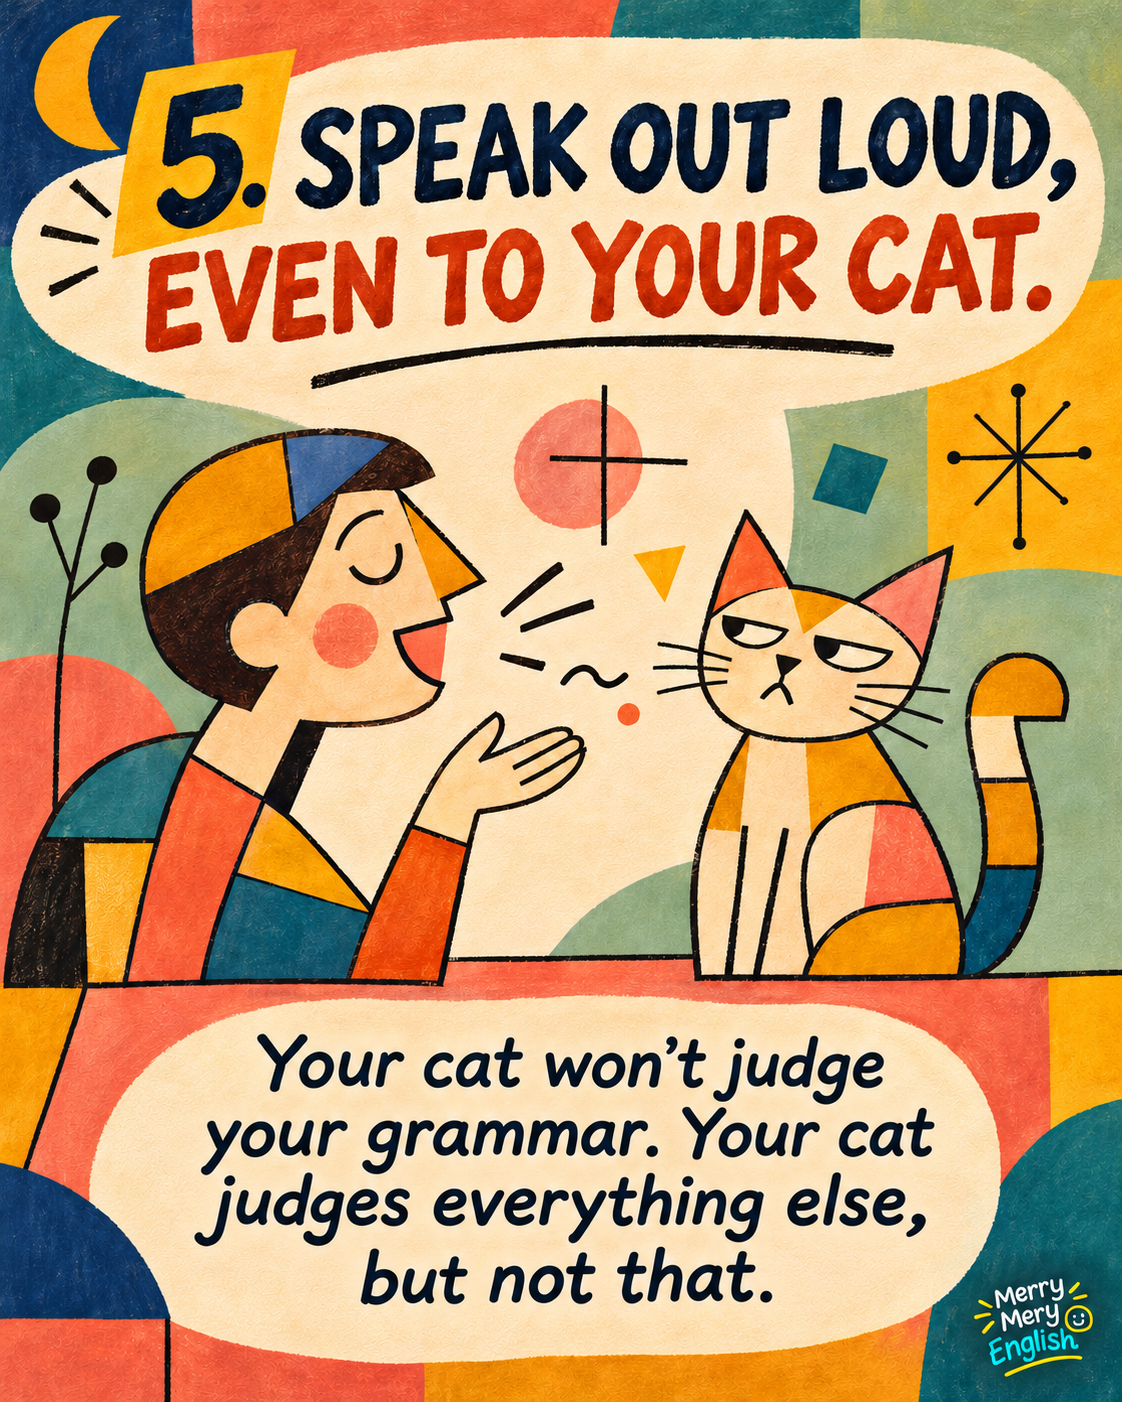 5. SPEAK OUT LOUD,
EVEN TO YOUR CAT.
Your cat won't judge
your grammar. Your cat
judges everything else,
but not that.
Merry
Mery
English